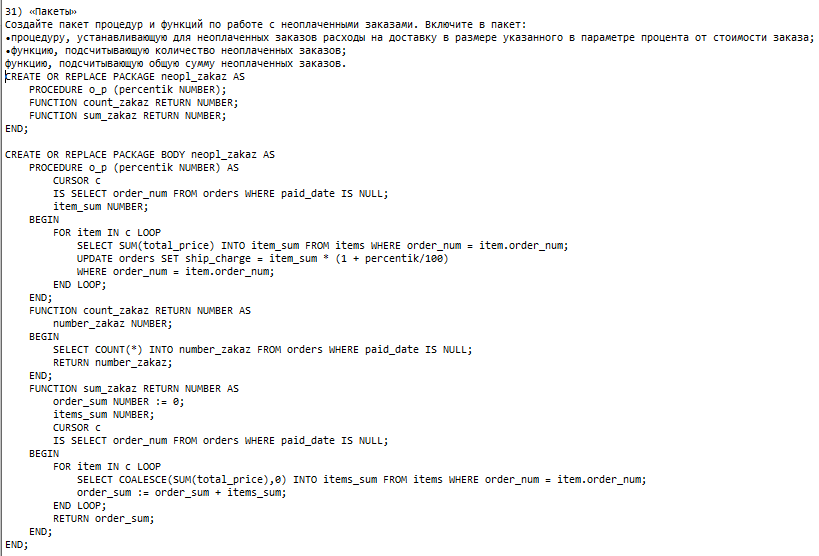 31) «Пакеты»
Создайте пакет процедур и функций по работе с неоплаченными заказами. Включите в пакет:
•процедуру, устанавливающую для неоплаченных заказов расходы на доставку в размере указанного в параметре процента от стоимости заказа;
•функцию, подсчитывающую количество неоплаченных заказов;
функцию, подсчитывающую общую сумму неоплаченных заказов.
CREATE OR REPLACE PACKAGE neopl_zakaz AS
    PROCEDURE o_p (percentik NUMBER);
    FUNCTION count_zakaz RETURN NUMBER;
    FUNCTION sum_zakaz RETURN NUMBER;
END;

CREATE OR REPLACE PACKAGE BODY neopl_zakaz AS
    PROCEDURE o_p (percentik NUMBER) AS
        CURSOR c
        IS SELECT order_num FROM orders WHERE paid_date IS NULL;
        item_sum NUMBER;
    BEGIN
        FOR item IN c LOOP
            SELECT SUM(total_price) INTO item_sum FROM items WHERE order_num = item.order_num;
            UPDATE orders SET ship_charge = item_sum * (1 + percentik/100)
            WHERE order_num = item.order_num;
        END LOOP;
    END;
    FUNCTION count_zakaz RETURN NUMBER AS
        number_zakaz NUMBER;
    BEGIN
        SELECT COUNT(*) INTO number_zakaz FROM orders WHERE paid_date IS NULL;
        RETURN number_zakaz;
    END;
    FUNCTION sum_zakaz RETURN NUMBER AS
        order_sum NUMBER := 0;
        items_sum NUMBER;
        CURSOR c
        IS SELECT order_num FROM orders WHERE paid_date IS NULL;
    BEGIN
        FOR item IN c LOOP
            SELECT COALESCE(SUM(total_price),0) INTO items_sum FROM items WHERE order_num = item.order_num;
            order_sum := order_sum + items_sum;
        END LOOP;
        RETURN order_sum;
    END;
END;